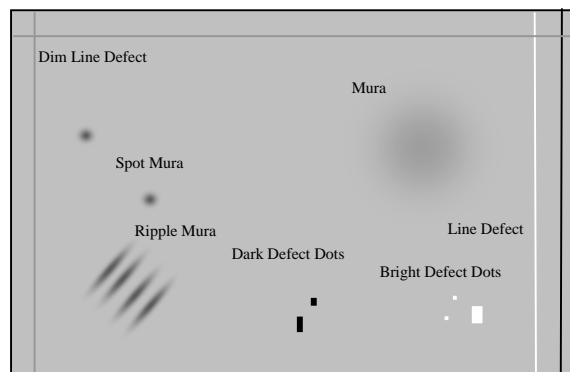 Dim Line Defect
Mura
Spot Mura
Ripple Mura
Line Defect
Dark Defect Dots
Bright Defect Dots